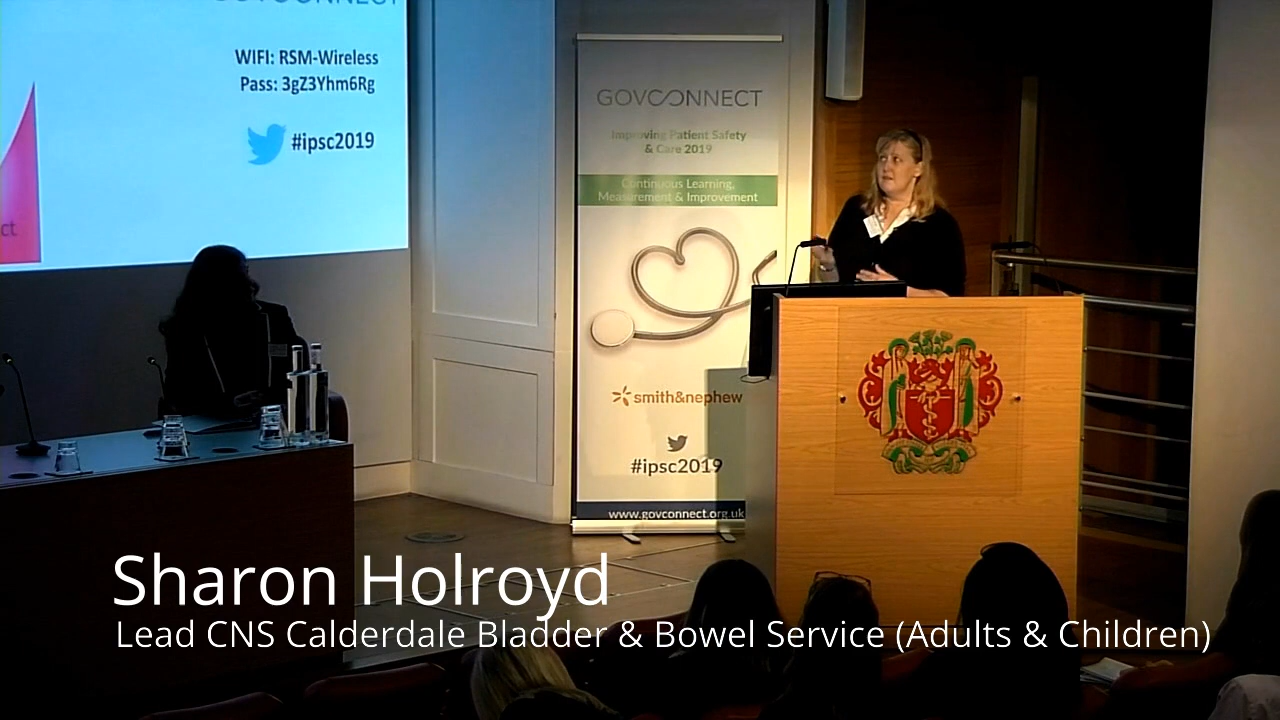 GOVCONNECT
WIFI: RSM-Wireless
Pass: 3gZ3Yhm6Rg
#ipsc2019
ct
GOVCONNECT
Improving Patient Safety
& Care 2019
Continuous Learning,
Measurement & Improvement
smith&nephew
#ipsc2019
www.govconnect.org.uk
Sharon Holroyd
Lead CNS Calderdale Bladder & Bowel Service (Adults & Children)